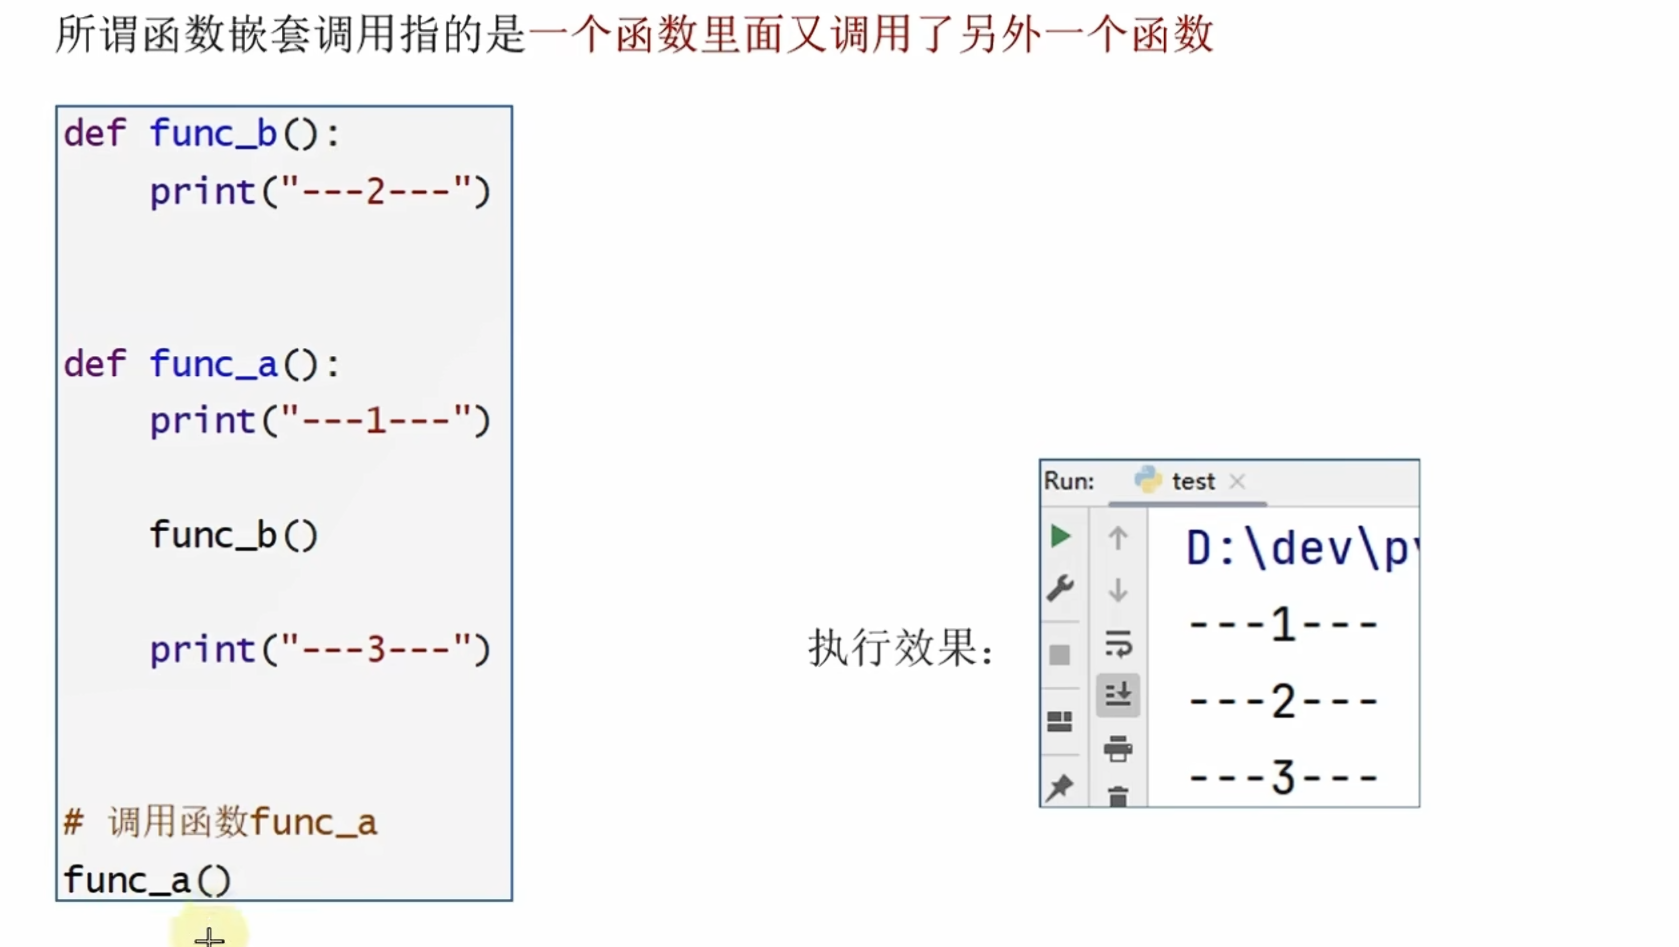 所谓函数嵌套调用指的是一个函数里面又调用了另外一个函数
def func_b():
    print("---2---")
def func_a():
    print("---1---")
    func_b()
    print("---3---")
# 调用函数func_a
func_a()
执行效果：
Run: test
D:\dev\py
---1---
---2---
---3---